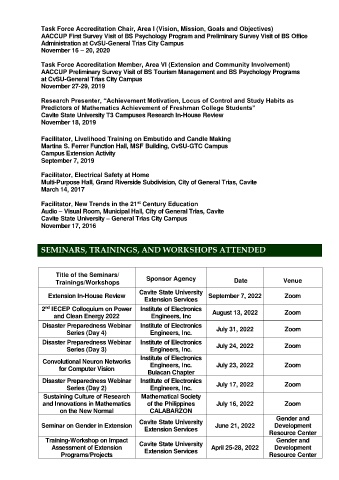 Task Force Accreditation Chair, Area I (Vision, Mission, Goals and Objectives)
AACCUP First Survey Visit of BS Psychology Program and Preliminary Survey Visit of BS Office
Administration at CvSU-General Trias City Campus
November 16 – 20, 2020
Task Force Accreditation Member, Area VI (Extension and Community Involvement)
AACCUP Preliminary Survey Visit of BS Tourism Management and BS Psychology Programs
at CvSU-General Trias City Campus
November 27-29, 2019
Research Presenter, “Achievement Motivation, Locus of Control and Study Habits as
Predictors of Mathematics Achievement of Freshman College Students”
Cavite State University T3 Campuses Research In-House Review
November 18, 2019
Facilitator, Livelihood Training on Embutido and Candle Making
Martina S. Ferrer Function Hall, MSF Building, CvSU-GTC Campus
Campus Extension Activity
September 7, 2019
Facilitator, Electrical Safety at Home
Multi-Purpose Hall, Grand Riverside Subdivision, City of General Trias, Cavite
March 14, 2017
Facilitator, New Trends in the 21st Century Education
Audio – Visual Room, Municipal Hall, City of General Trias, Cavite
Cavite State University – General Trias City Campus
November 17, 2016
SEMINARS, TRAININGS, AND WORKSHOPS ATTENDED
Title of the Seminars/
Trainings/Workshops
Sponsor Agency
Date
Venue
Extension In-House Review
Cavite State University
Extension Services
September 7, 2022
Zoom
2nd IECEP Colloquium on Power
and Clean Energy 2022
Institute of Electronics
Engineers, Inc
August 13, 2022
Zoom
Disaster Preparedness Webinar
Series (Day 4)
Institute of Electronics
Engineers, Inc.
July 31, 2022
Zoom
Disaster Preparedness Webinar
Series (Day 3)
Institute of Electronics
Engineers, Inc.
July 24, 2022
Zoom
Convolutional Neuron Networks
for Computer Vision
Institute of Electronics
Engineers, Inc.
Bulacan Chapter
July 23, 2022
Zoom
Disaster Preparedness Webinar
Series (Day 2)
Institute of Electronics
Engineers, Inc.
July 17, 2022
Zoom
Sustaining Culture of Research
and Innovations in Mathematics
on the New Normal
Mathematical Society
of the Philippines
CALABARZON
July 16, 2022
Zoom
Seminar on Gender in Extension
Cavite State University
Extension Services
June 21, 2022
Gender and
Development
Resource Center
Training-Workshop on Impact
Assessment of Extension
Programs/Projects
Cavite State University
Extension Services
April 25-28, 2022
Gender and
Development
Resource Center